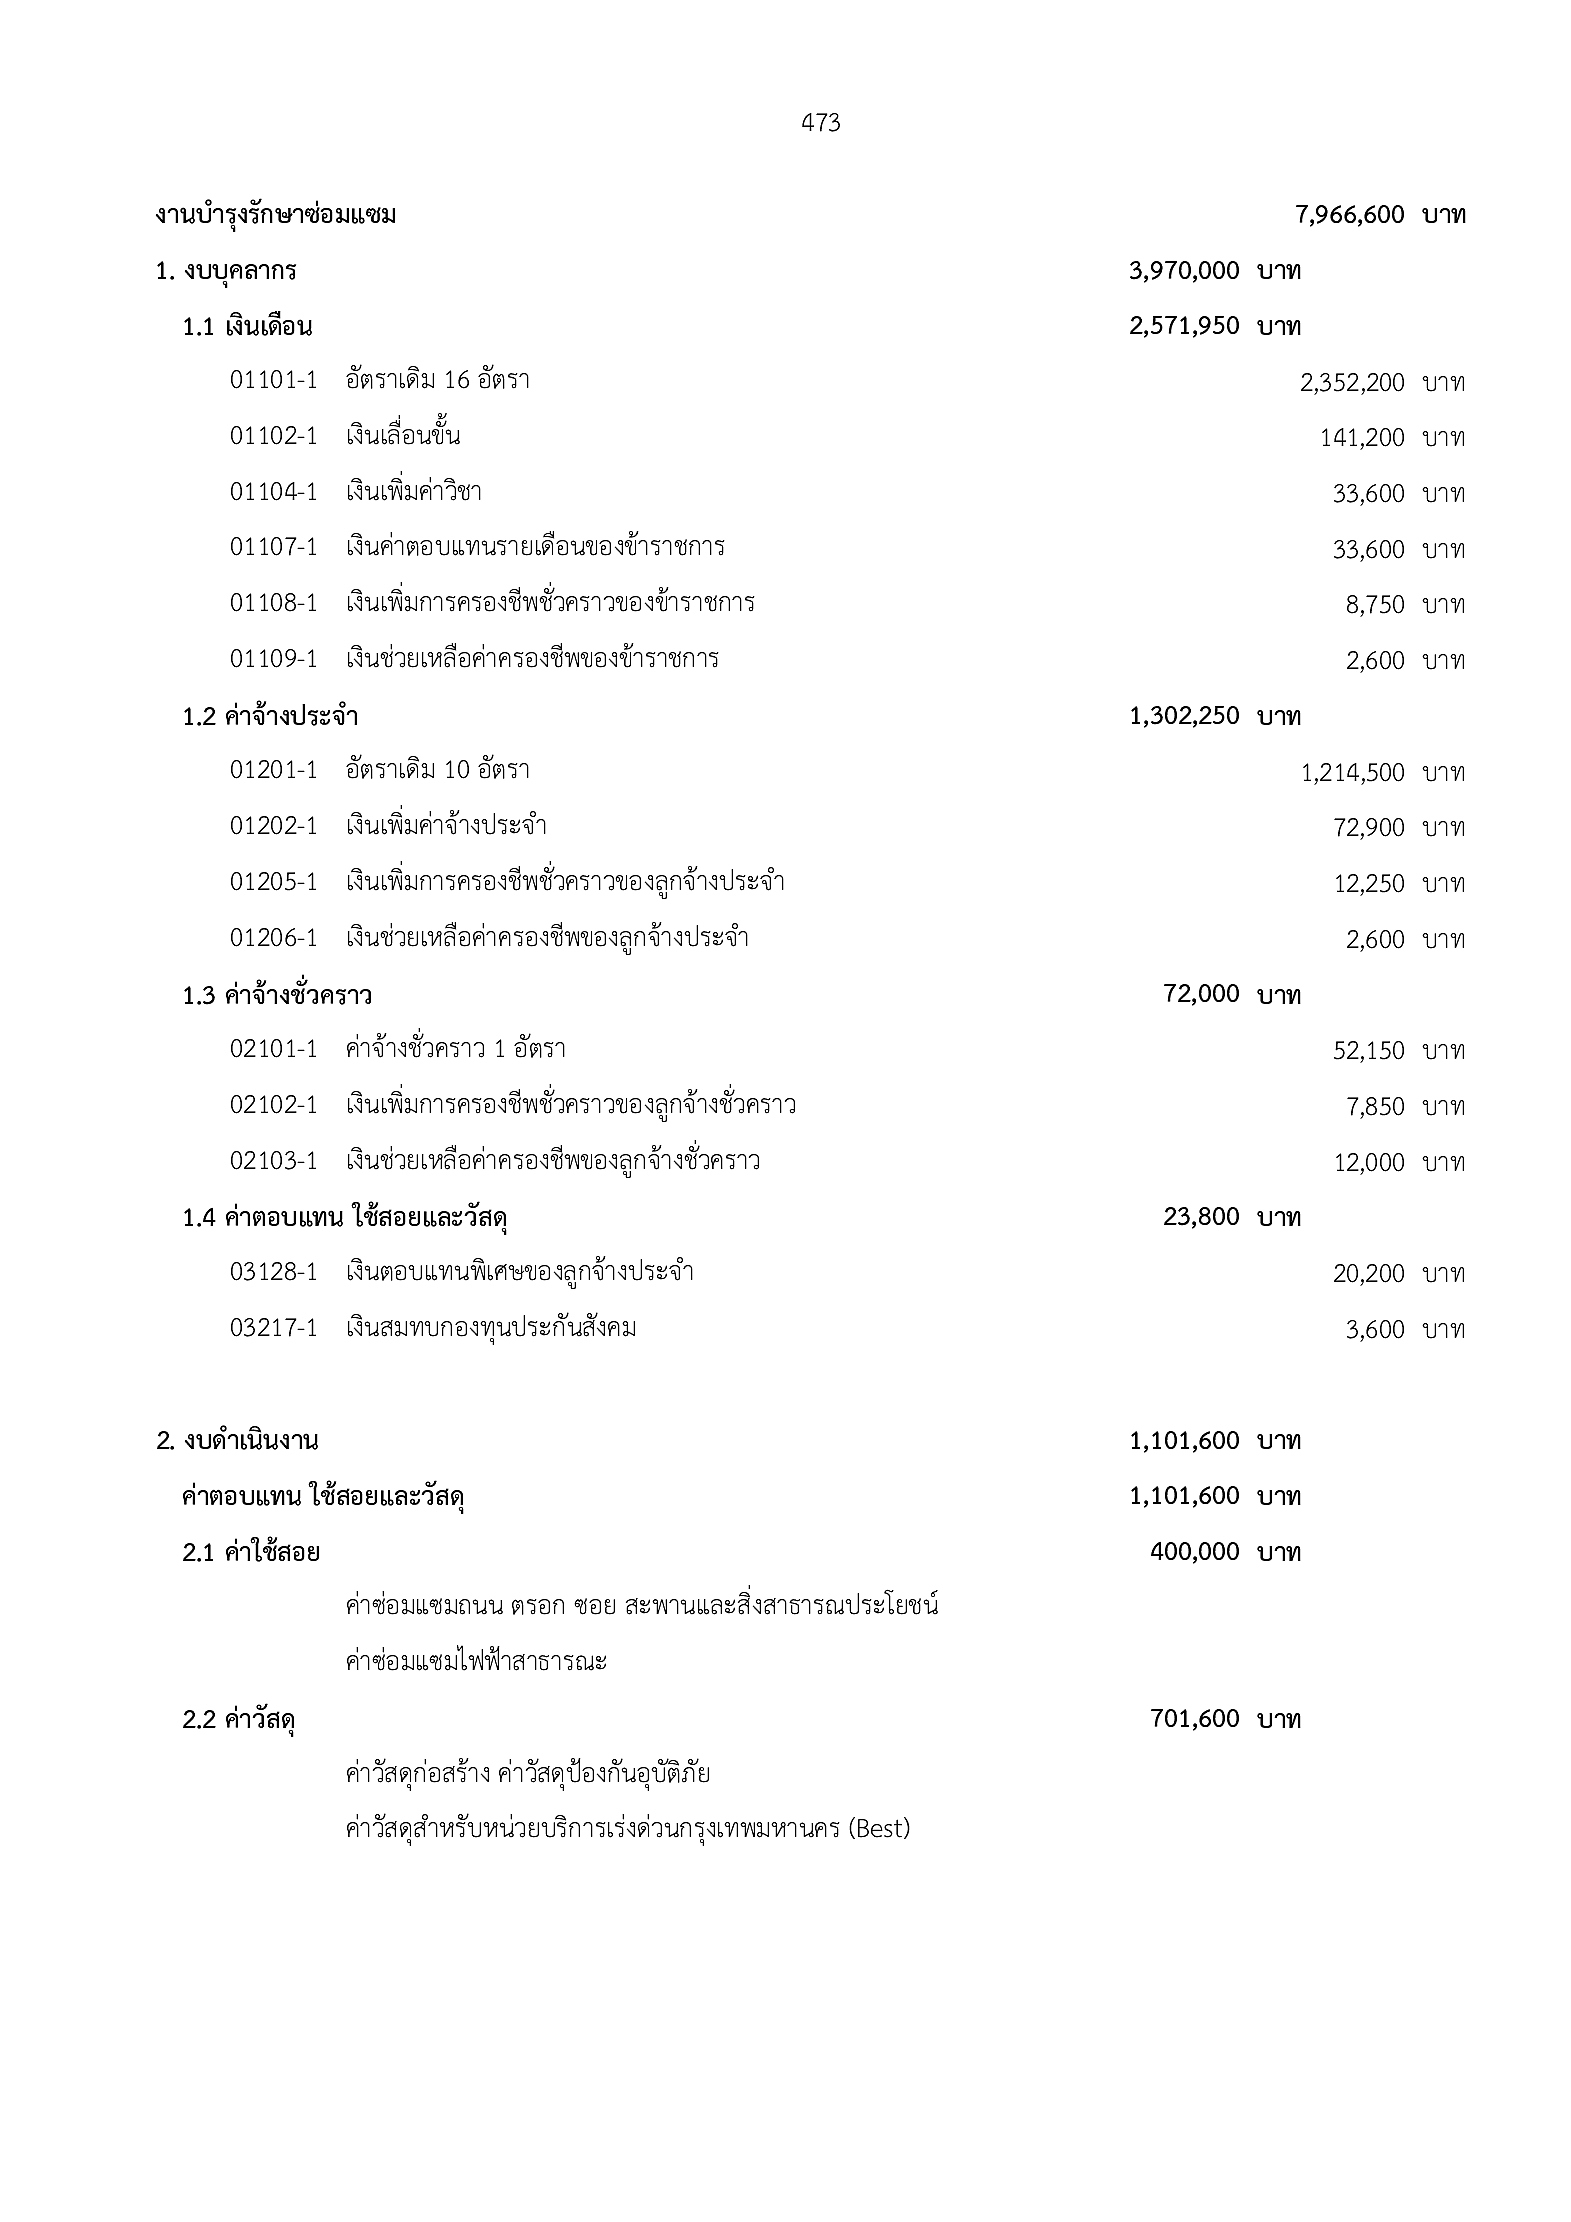 473
งานบำรุงรักษาซ่อมแซม 7,966,600 บาท
1. งบบุคลากร 3,970,000 บาท
1.1 เงินเดือน 2,571,950 บาท
01101-1 อัตราเดิม 16 อัตรา 2,352,200 บาท
01102-1 เงินเลื่อนขั้น 141,200 บาท
01104-1 เงินเพิ่มค่าวิชา 33,600 บาท
01107-1 เงินค่าตอบแทนรายเดือนของข้าราชการ 33,600 บาท
01108-1 เงินเพิ่มการครองชีพชั่วคราวของข้าราชการ 8,750 บาท
01109-1 เงินช่วยเหลือค่าครองชีพของข้าราชการ 2,600 บาท
1.2 ค่าจ้างประจำ 1,302,250 บาท
01201-1 อัตราเดิม 10 อัตรา 1,214,500 บาท
01202-1 เงินเพิ่มค่าจ้างประจำ 72,900 บาท
01205-1 เงินเพิ่มการครองชีพชั่วคราวของลูกจ้างประจำ 12,250 บาท
01206-1 เงินช่วยเหลือค่าครองชีพของลูกจ้างประจำ 2,600 บาท
1.3 ค่าจ้างชั่วคราว 72,000 บาท
02101-1 ค่าจ้างชั่วคราว 1 อัตรา 52,150 บาท
02102-1 เงินเพิ่มการครองชีพชั่วคราวของลูกจ้างชั่วคราว 7,850 บาท
02103-1 เงินช่วยเหลือค่าครองชีพของลูกจ้างชั่วคราว 12,000 บาท
1.4 ค่าตอบแทน ใช้สอยและวัสดุ 23,800 บาท
03128-1 เงินตอบแทนพิเศษของลูกจ้างประจำ 20,200 บาท
03217-1 เงินสมทบกองทุนประกันสังคม 3,600 บาท
2. งบดำเนินงาน 1,101,600 บาท
ค่าตอบแทน ใช้สอยและวัสดุ 1,101,600 บาท
2.1 ค่าใช้สอย 400,000 บาท
ค่าซ่อมแซมถนน ตรอก ซอย สะพานและสิ่งสาธารณประโยชน์
ค่าซ่อมแซมไฟฟ้าสาธารณะ
2.2 ค่าวัสดุ 701,600 บาท
ค่าวัสดุก่อสร้าง ค่าวัสดุป้องกันอุบัติภัย
ค่าวัสดุสำหรับหน่วยบริการเร่งด่วนกรุงเทพมหานคร (Best)